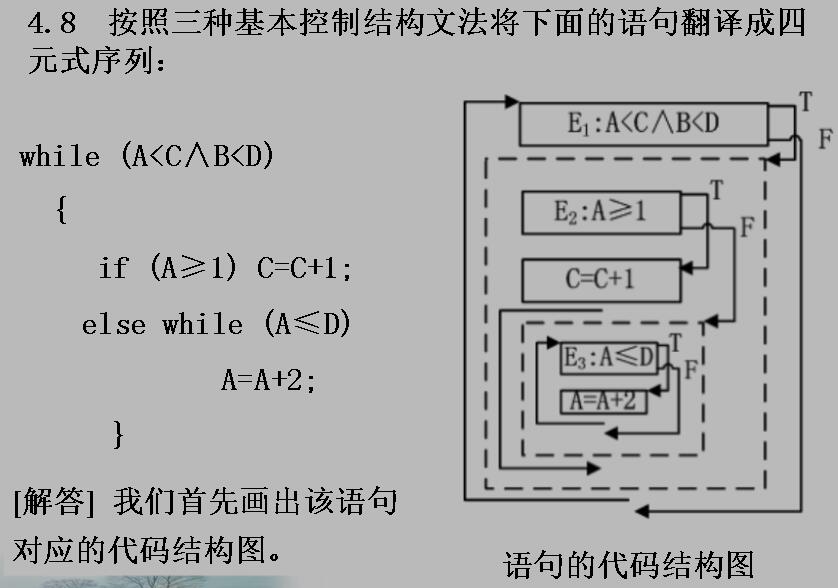 4.8 按照三种基本控制结构文法将下面的语句翻译成四
元式序列：
while (A<C∧B<D)
{
if (A≥1) C=C+1;
else while (A≤D)
A=A+2;
}
[解答] 我们首先画出该语句
对应的代码结构图。
E₁:A<C∧B<D
T
F
E₂:A≥1
T
F
C=C+1
E₃:A≤D
T
F
A=A+2
语句的代码结构图